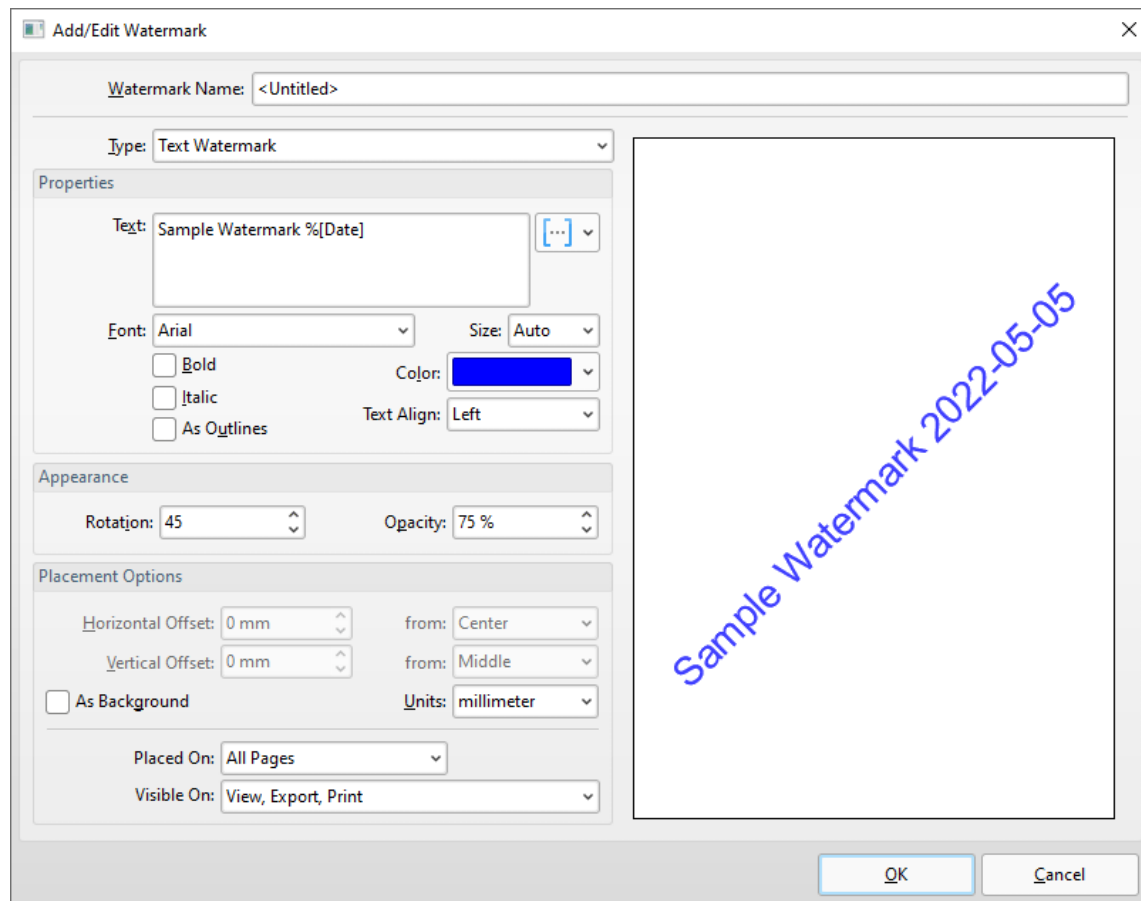 Add/Edit Watermark
Watermark Name: <Untitled>
Type: Text Watermark
Properties
Text: Sample Watermark %[Date]
Font: Arial Size: Auto
Bold
Color:
Italic
Text Align: Left
As Outlines
Appearance
Rotation: 45 Opacity: 75 %
Placement Options
Horizontal Offset: 0 mm from: Center
Vertical Offset: 0 mm from: Middle
As Background Units: millimeter
Placed On: All Pages
Visible On: View, Export, Print
Sample Watermark 2022-05-05
OK Cancel